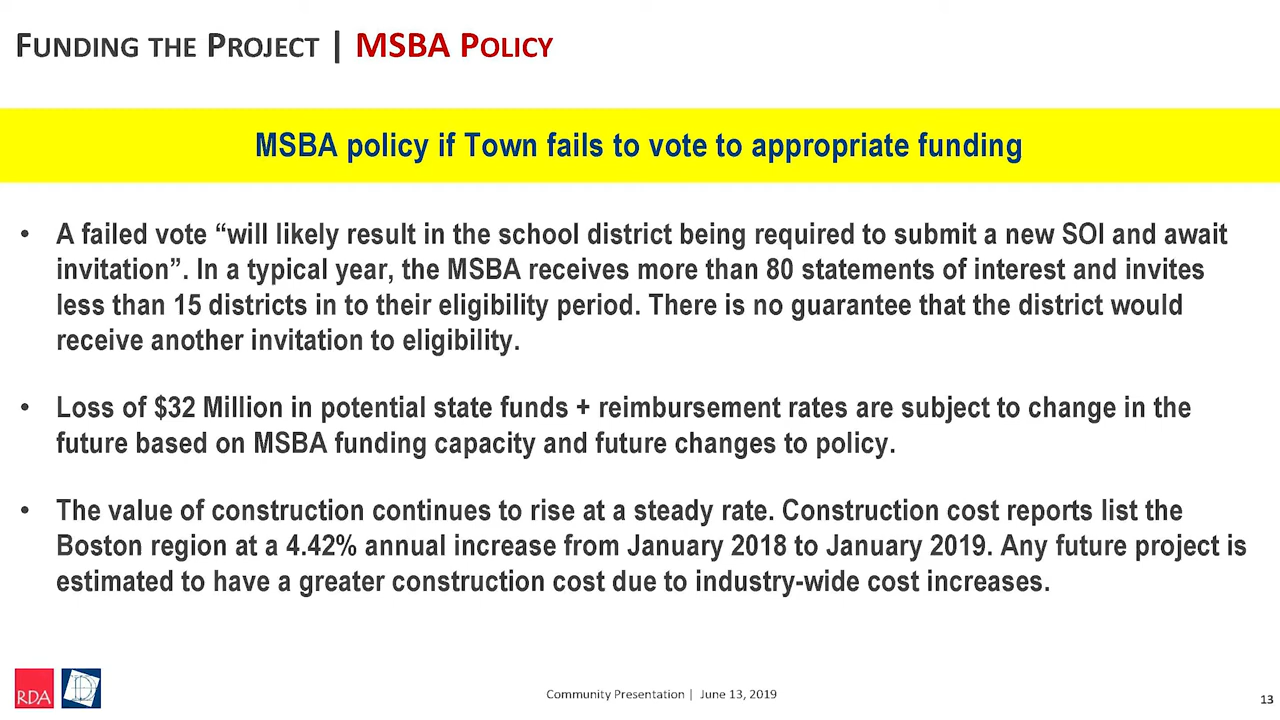 FUNDING THE PROJECT | MSBA POLICY
MSBA policy if Town fails to vote to appropriate funding
• A failed vote “will likely result in the school district being required to submit a new SOI and await
invitation”. In a typical year, the MSBA receives more than 80 statements of interest and invites
less than 15 districts in to their eligibility period. There is no guarantee that the district would
receive another invitation to eligibility.
• Loss of $32 Million in potential state funds + reimbursement rates are subject to change in the
future based on MSBA funding capacity and future changes to policy.
• The value of construction continues to rise at a steady rate. Construction cost reports list the
Boston region at a 4.42% annual increase from January 2018 to January 2019. Any future project is
estimated to have a greater construction cost due to industry-wide cost increases.
RDA
Community Presentation | June 13, 2019
13